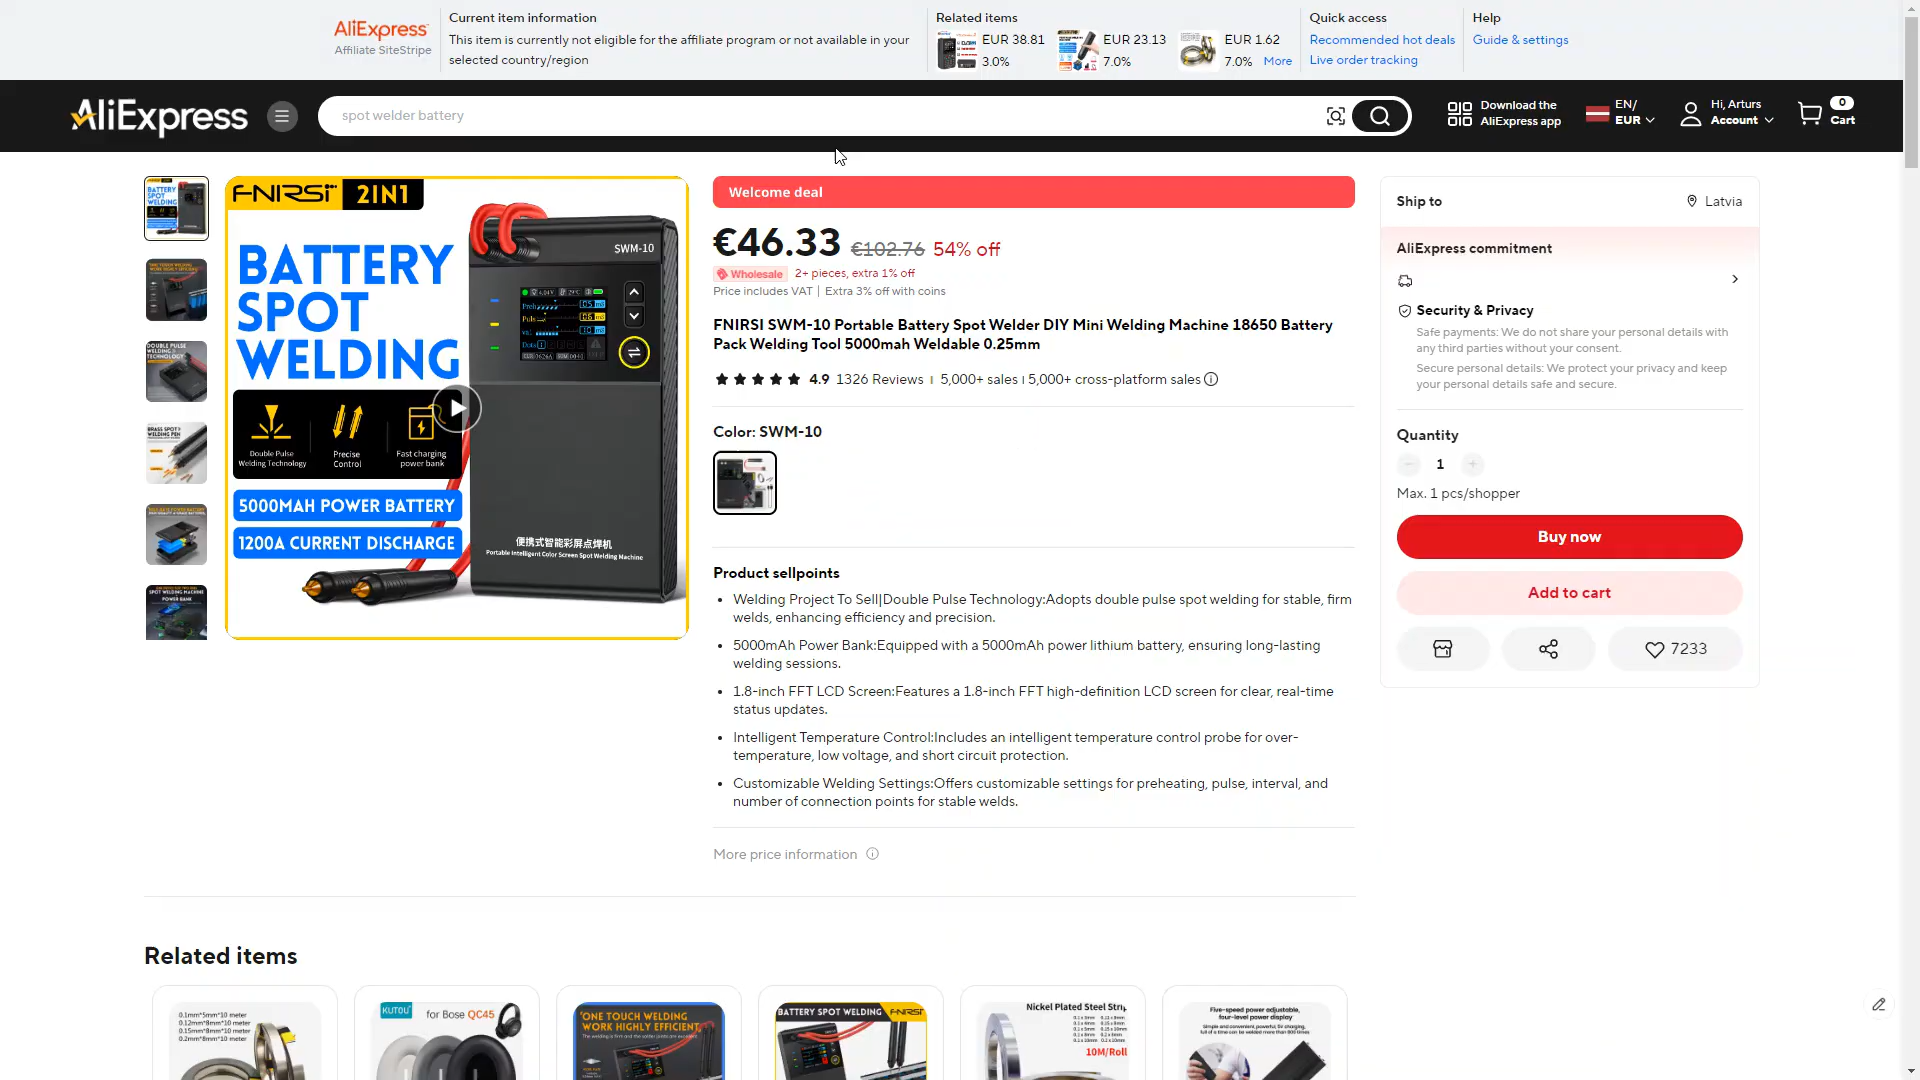 AliExpress
Affiliate SiteStripe
Current item information
This item is currently not eligible for the affiliate program or not available in your
selected country/region
Related items
EUR 38.81
3.0%
EUR 23.13
7.0%
EUR 1.62
7.0%
More
Quick access
Recommended hot deals
Live order tracking
Help
Guide & settings
AliExpress
spot welder battery
Download the
AliExpress app
EN/
EUR
Hi, Arturs
Account
0
Cart
FNIRSI 2IN1
BATTERY
SPOT
WELDING
SWM-10
Double Pulse
Welding Technology
Precise
Control
Fast charging
power bank
5000MAH POWER BATTERY
1200A CURRENT DISCHARGE
便携式智能彩屏点焊机
Portable Intelligent Color Screen Spot Welding Machine
Welcome deal
€46.33 €102.76 54% off
Wholesale 2+ pieces, extra 1% off
Price includes VAT | Extra 3% off with coins
FNIRSI SWM-10 Portable Battery Spot Welder DIY Mini Welding Machine 18650 Battery
Pack Welding Tool 5000mah Weldable 0.25mm
4.9 1326 Reviews | 5,000+ sales | 5,000+ cross-platform sales
Color: SWM-10
Product sellpoints
Welding Project To Sell|Double Pulse Technology:Adopts double pulse spot welding for stable, firm
welds, enhancing efficiency and precision.
5000mAh Power Bank:Equipped with a 5000mAh power lithium battery, ensuring long-lasting
welding sessions.
1.8-inch FFT LCD Screen:Features a 1.8-inch FFT high-definition LCD screen for clear, real-time
status updates.
Intelligent Temperature Control:Includes an intelligent temperature control probe for over-
temperature, low voltage, and short circuit protection.
Customizable Welding Settings:Offers customizable settings for preheating, pulse, interval, and
number of connection points for stable welds.
More price information
Ship to
Latvia
AliExpress commitment
Security & Privacy
Safe payments: We do not share your personal details with
any third parties without your consent.
Secure personal details: We protect your privacy and keep
your personal details safe and secure.
Quantity
1
Max. 1 pcs/shopper
Buy now
Add to cart
7233
Related items
0.1mm*5mm*10 meter
0.12mm*8mm*10 meter
0.15mm*8mm*10 meter
0.2mm*8mm*10 meter
KUTOU
for Bose QC45
"ONE TOUCH WELDING
WORK HIGHLY EFFICIENT
BATTERY SPOT WELDING FNIRSI
Nickel Plated Steel Strip
10M/Roll
Five-speed power adjustable,
four-level power display